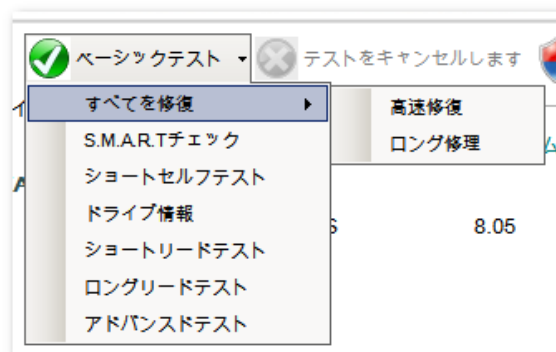 ベーシックテスト テストをキャンセルします
すべてを修復
高速修復
S.M.A.R.Tチェック
ロング修理
ショートセルフテスト
ドライブ情報
8.05
ショートリードテスト
ロングリードテスト
アドバンスドテスト